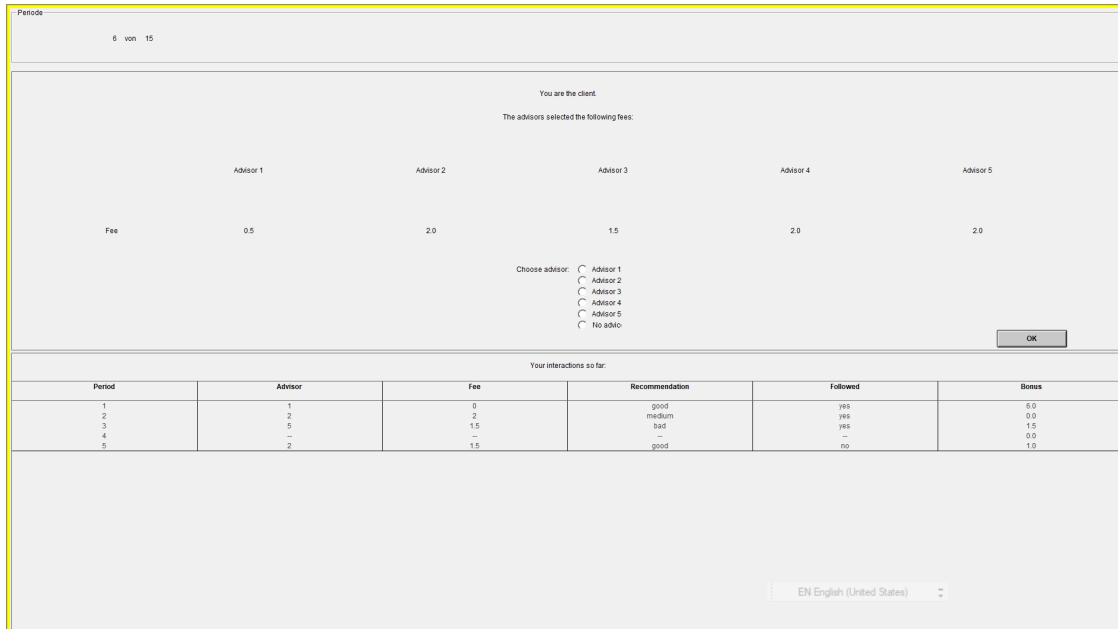 Periode
6 von 15
You are the client.
The advisors selected the following fees:
Advisor 1 Advisor 2 Advisor 3 Advisor 4 Advisor 5
Fee 0.5 2.0 1.5 2.0 2.0
Choose advisor: Advisor 1
Advisor 2
Advisor 3
Advisor 4
Advisor 5
No advic
OK
Your interactions so far:
Period Advisor Fee Recommendation Followed Bonus
1 1 0 good yes 6.0
2 2 2 medium yes 0.0
3 5 1.5 bad yes 1.5
4 -- -- -- -- 0.0
5 2 1.5 good no 1.0
EN English (United States)